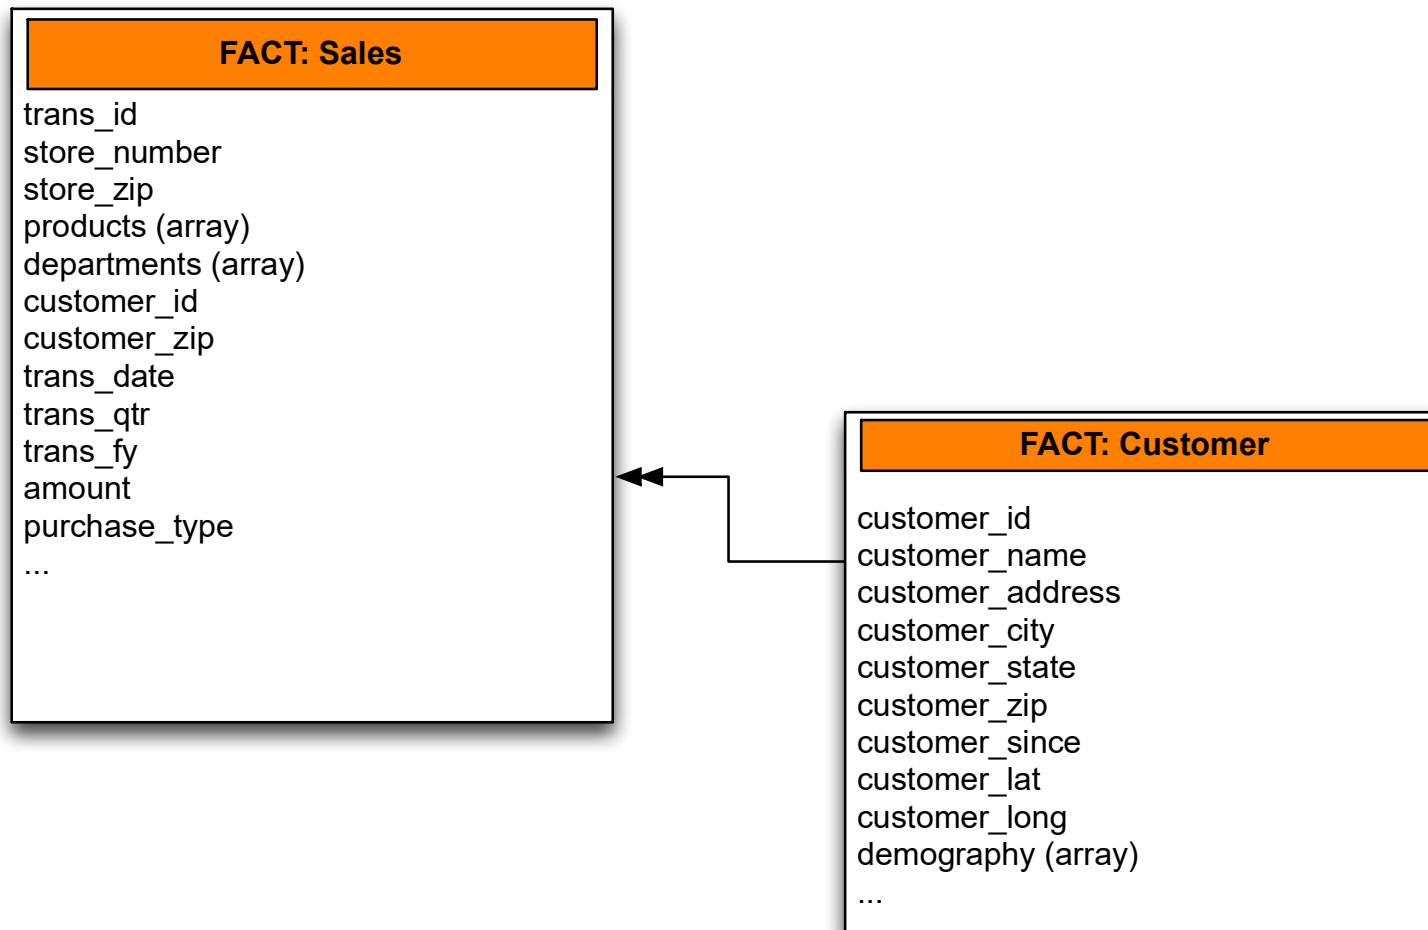 FACT: Sales
trans_id
store_number
store_zip
products (array)
departments (array)
customer_id
customer_zip
trans_date
trans_qtr
trans_fy
amount
purchase_type
...
FACT: Customer
customer_id
customer_name
customer_address
customer_city
customer_state
customer_zip
customer_since
customer_lat
customer_long
demography (array)
...